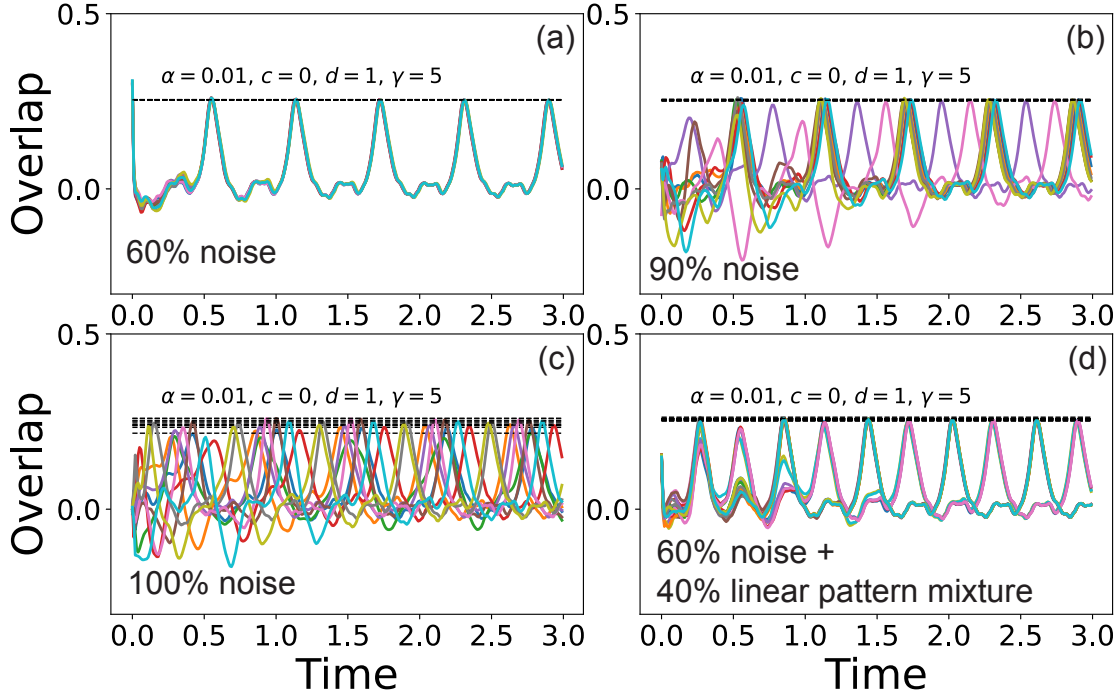 0.5
(a)
α = 0.01, c = 0, d = 1, γ = 5
0.0
Overlap
60% noise
0.0 0.5 1.0 1.5 2.0 2.5 3.0
0.5
(b)
α = 0.01, c = 0, d = 1, γ = 5
0.0
90% noise
0.0 0.5 1.0 1.5 2.0 2.5 3.0
0.5
(c)
α = 0.01, c = 0, d = 1, γ = 5
0.0
Overlap
100% noise
0.0 0.5 1.0 1.5 2.0 2.5 3.0
Time
0.5
(d)
α = 0.01, c = 0, d = 1, γ = 5
0.0
60% noise +
40% linear pattern mixture
0.0 0.5 1.0 1.5 2.0 2.5 3.0
Time